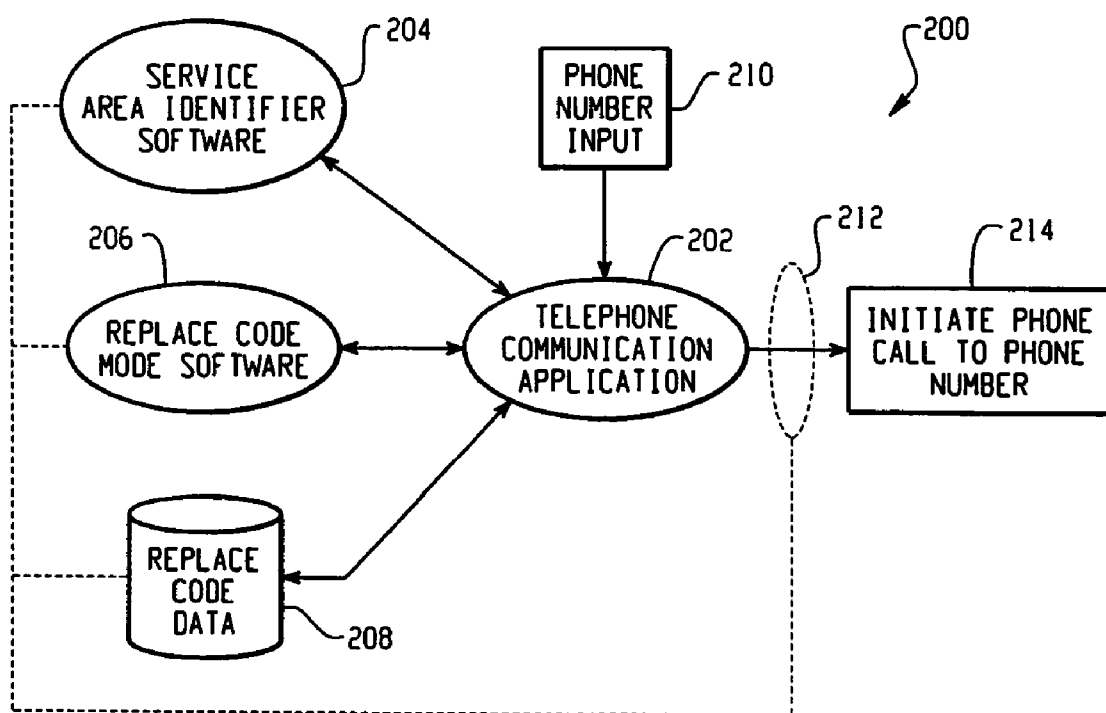 204
SERVICE
AREA IDENTIFIER
SOFTWARE
PHONE
NUMBER
INPUT
210
200
206
REPLACE CODE
MODE SOFTWARE
202
TELEPHONE
COMMUNICATION
APPLICATION
212
214
INITIATE PHONE
CALL TO PHONE
NUMBER
REPLACE
CODE
DATA
208